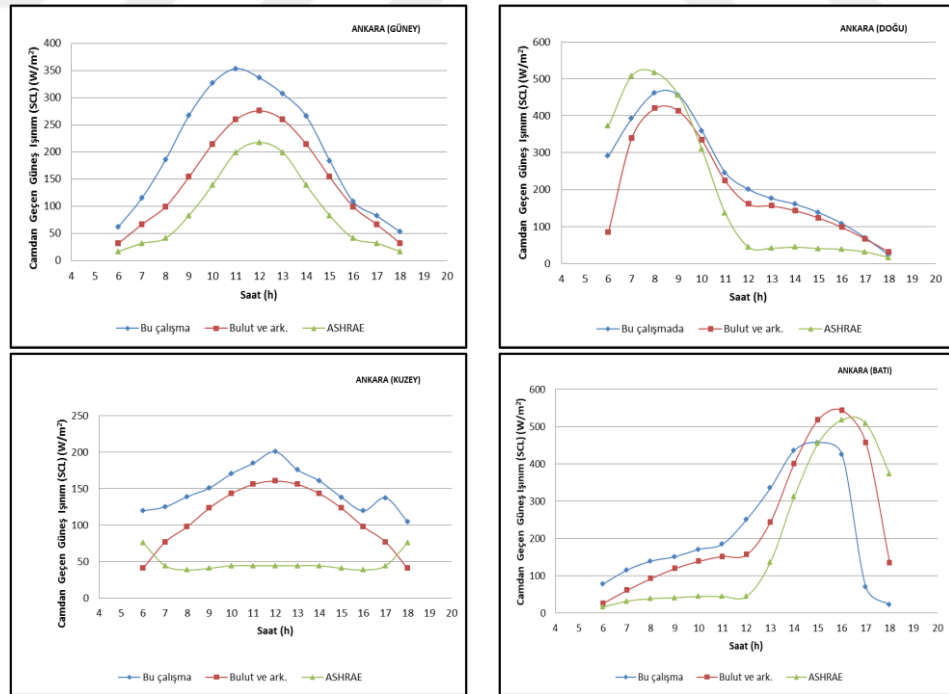 ANKARA (GÜNEY)
Camdan Geçen Güneş Işınım (SCL) (W/m²)
400
350
300
250
200
150
100
50
0
4 5 6 7 8 9 10 11 12 13 14 15 16 17 18 19 20
Saat (h)
Bu çalışma Bulut ve ark. ASHRAE
ANKARA (DOĞU)
Camdan Geçen Güneş Işınım (SCL) (W/m²)
600
500
400
300
200
100
0
4 5 6 7 8 9 10 11 12 13 14 15 16 17 18 19 20
Saat (h)
Bu çalışmada Bulut ve ark. ASHRAE
ANKARA (KUZEY)
Camdan Geçen Güneş Işınım (SCL) (W/m²)
250
200
150
100
50
0
4 5 6 7 8 9 10 11 12 13 14 15 16 17 18 19 20
Saat (h)
Bu çalışma Bulut ve ark. ASHRAE
ANKARA (BATI)
Camdan Geçen Güneş Işınım (SCL) (W/m²)
600
500
400
300
200
100
0
4 5 6 7 8 9 10 11 12 13 14 15 16 17 18 19 20
Saat (h)
Bu çalışma Bulut ve ark. ASHRAE